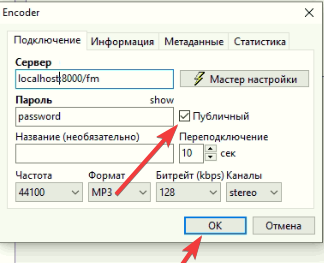 Encoder
Подключение Информация Метаданные Статистика
Сервер
localhost:8000/fm Мастер настройки
Пароль show
password Публичный
Название (необязательно) Переподключение
10 сек
Частота Формат Битрейт (kbps) Каналы
44100 MP3 128 stereo
OK Отмена